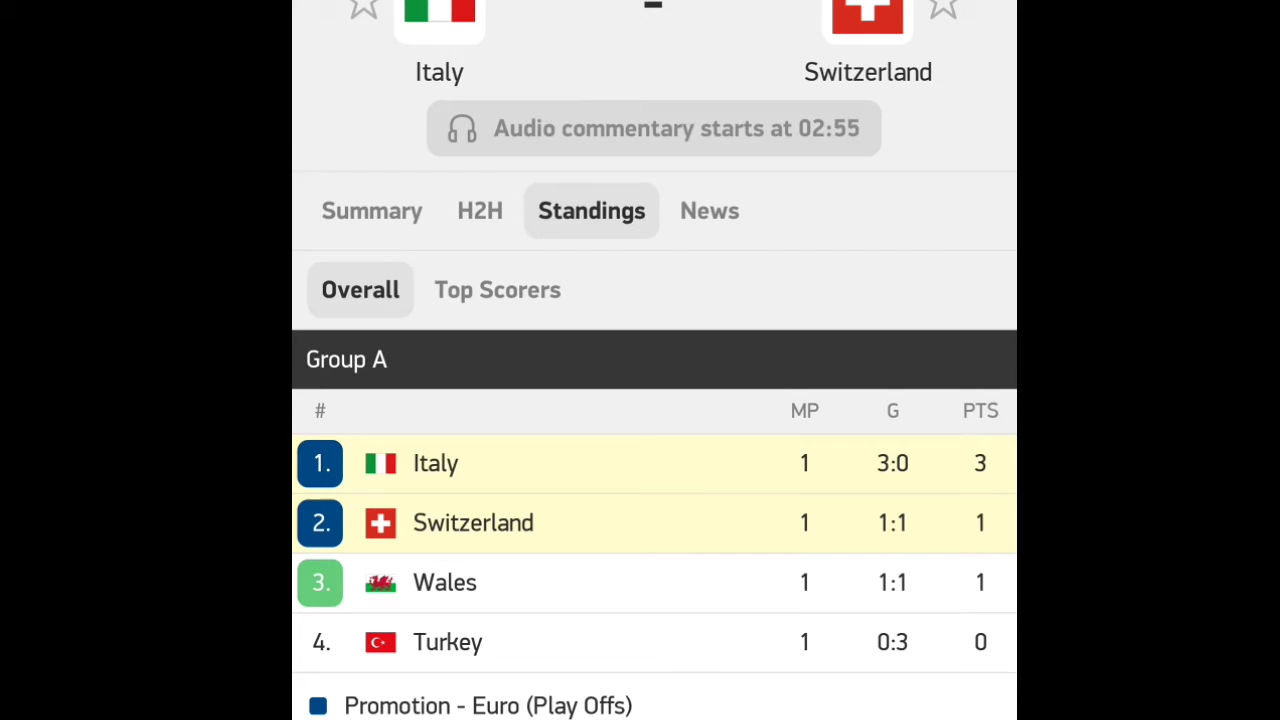 Italy Switzerland
Audio commentary starts at 02:55
Summary H2H Standings News
Overall Top Scorers
Group A
# MP G PTS
1. Italy 1 3:0 3
2. Switzerland 1 1:1 1
3. Wales 1 1:1 1
4. Turkey 1 0:3 0
Promotion - Euro (Play Offs)